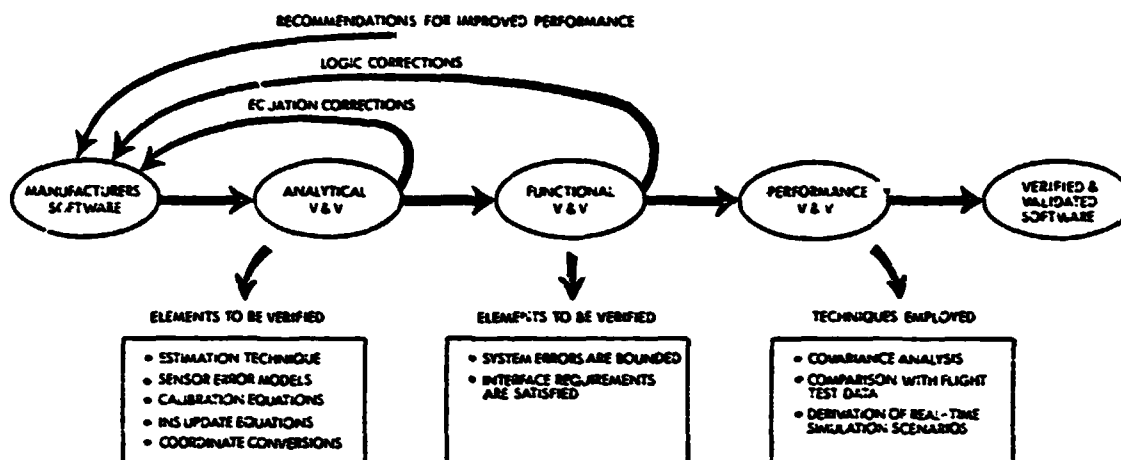 RECOMMENDATIONS FOR IMPROVED PERFORMANCE
LOGIC CORRECTIONS
EQUATION CORRECTIONS
MANUFACTURERS
SOFTWARE
ANALYTICAL
V & V
FUNCTIONAL
V & V
PERFORMANCE
V & V
VERIFIED &
VALIDATED
SOFTWARE
ELEMENTS TO BE VERIFIED
• ESTIMATION TECHNIQUE
• SENSOR ERROR MODELS
• CALIBRATION EQUATIONS
• INS UPDATE EQUATIONS
• COORDINATE CONVERSIONS
ELEMENTS TO BE VERIFIED
• SYSTEM ERRORS ARE BOUNDED
• INTERFACE REQUIREMENTS
ARE SATISFIED
TECHNIQUES EMPLOYED
• COVARIANCE ANALYSIS
• COMPARISON WITH FLIGHT
TEST DATA
• DERIVATION OF REAL-TIME
SIMULATION SCENARIOS